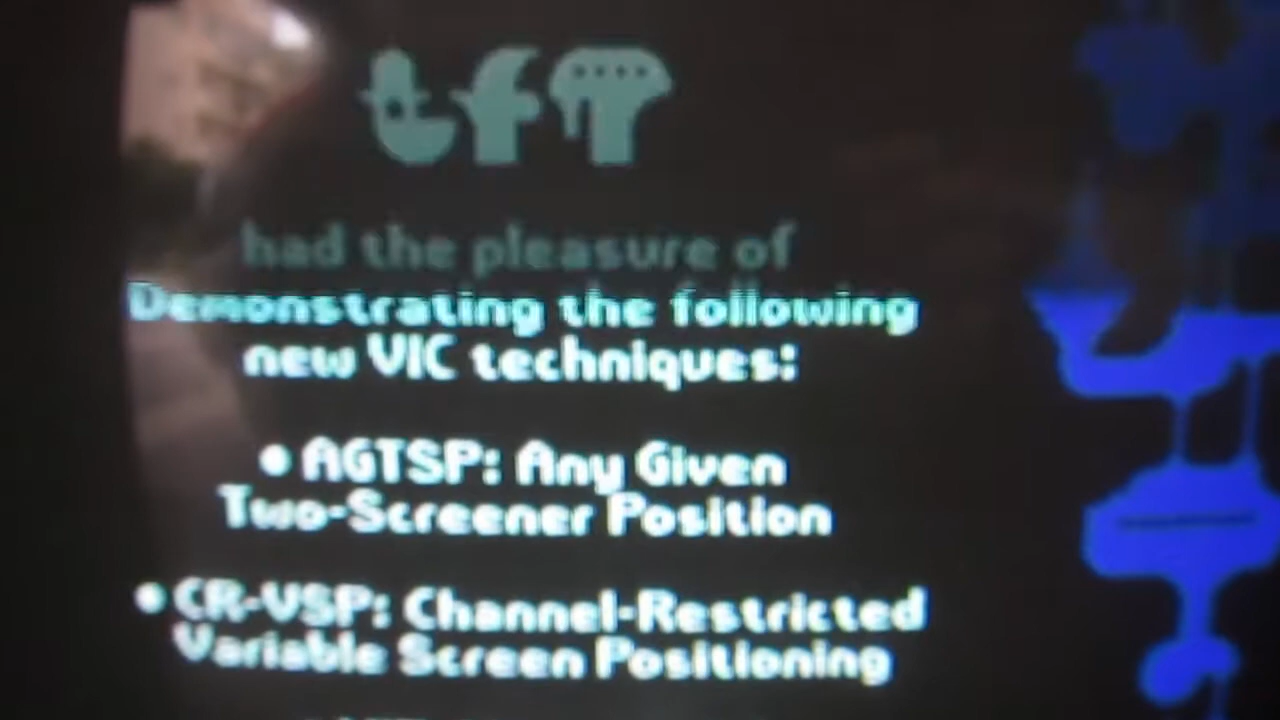 tfT
had the pleasure of
Demonstrating the following
new VIC techniques:
• AGTSP: Any Given
Two-Screener Position
• CR-VSP: Channel-Restricted
Variable Screen Positioning